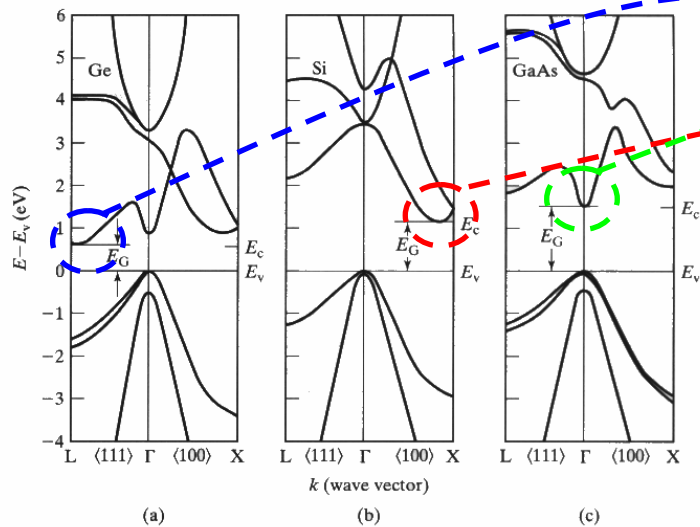 6
5
4
3
2
1
0
−1
−2
−3
−4
E−Ev (eV)
Ge
EG
Ec
Ev
L ⟨111⟩ Γ ⟨100⟩ X
(a)
Si
EG
Ec
Ev
L ⟨111⟩ Γ ⟨100⟩ X
k (wave vector)
(b)
GaAs
EG
Ec
Ev
L ⟨111⟩ Γ ⟨100⟩ X
(c)